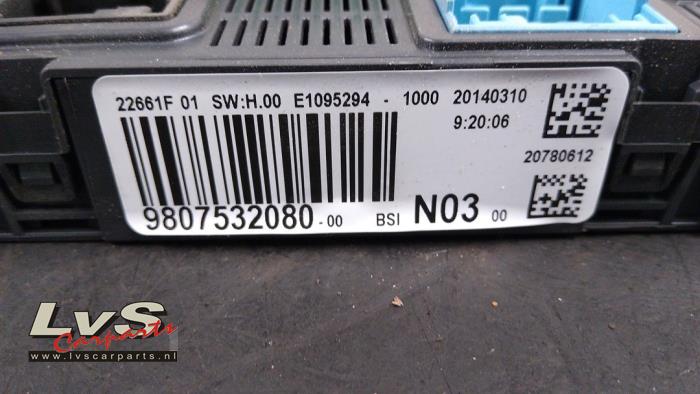 22661F 01 SW:H.00 E1095294 - 1000 20140310
9:20:06
20780612
9807532080-00 BSI N03 00
LvS
Carparts
www.lvscarparts.nl